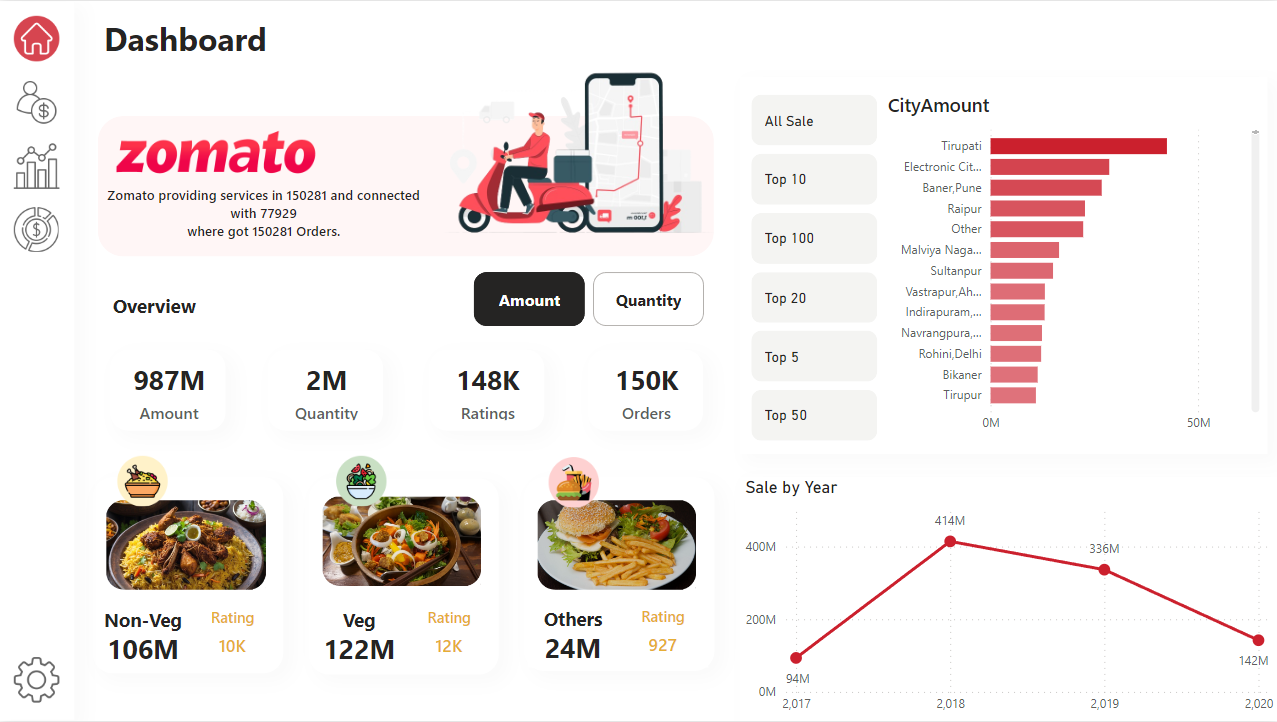 Dashboard
zomato
Zomato providing services in 150281 and connected
with 77929
where got 150281 Orders.
Overview
Amount
Quantity
987M
Amount
2M
Quantity
148K
Ratings
150K
Orders
Non-Veg
106M
Rating
10K
Veg
122M
Rating
12K
Others
24M
Rating
927
All Sale
Top 10
Top 100
Top 20
Top 5
Top 50
CityAmount
Tirupati
Electronic Cit...
Baner,Pune
Raipur
Other
Malviya Naga...
Sultanpur
Vastrapur,Ah...
Indirapuram,...
Navrangpura,...
Rohini,Delhi
Bikaner
Tirupur
0M
50M
Sale by Year
400M
200M
0M
94M
414M
336M
142M
2,017
2,018
2,019
2,020